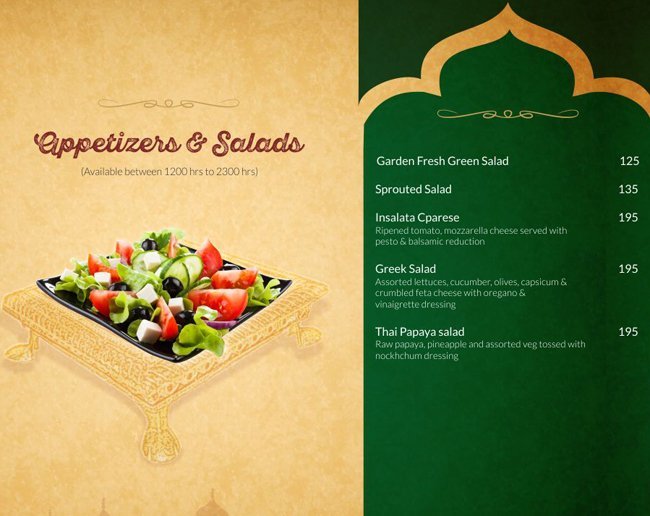 Appetizers & Salads
(Available between 1200 hrs to 2300 hrs)
Garden Fresh Green Salad 125
Sprouted Salad 135
Insalata Cparese 195
Ripened tomato, mozzarella cheese served with
pesto & balsamic reduction
Greek Salad 195
Assorted lettuces, cucumber, olives, capsicum &
crumbled feta cheese with oregano &
vinaigrette dressing
Thai Papaya salad 195
Raw papaya, pineapple and assorted veg tossed with
nockhchum dressing